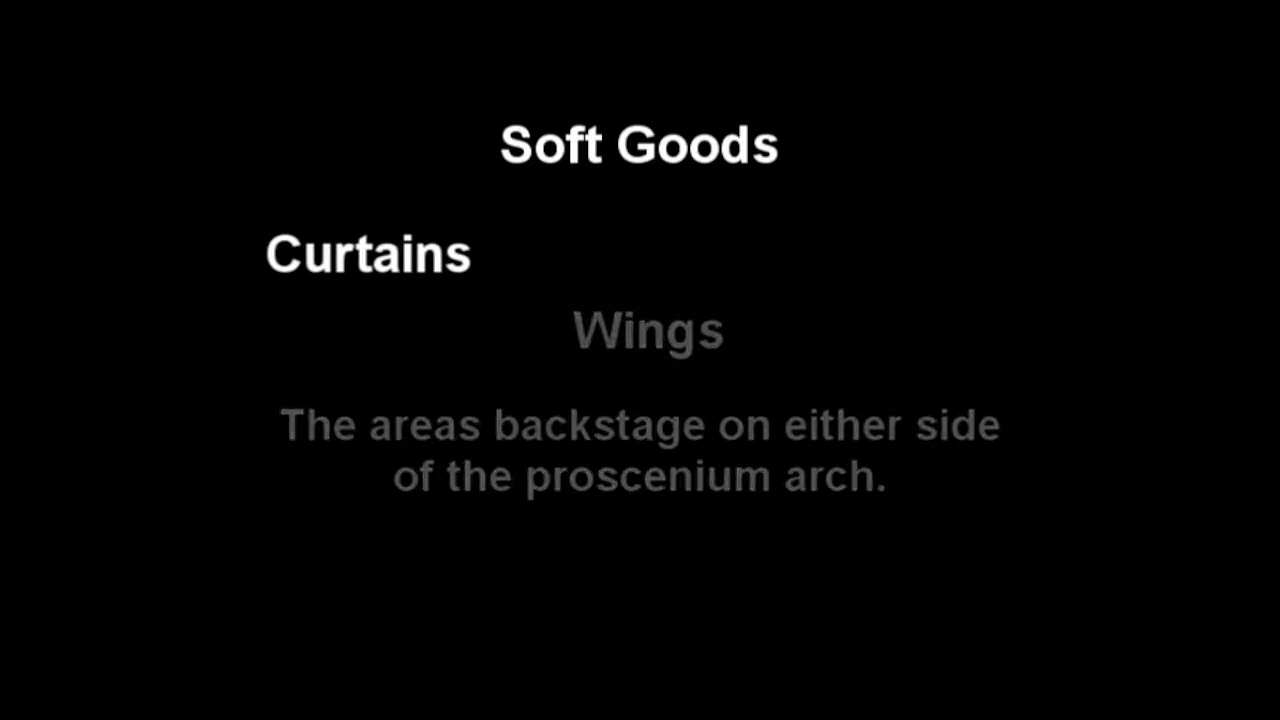 Soft Goods
Curtains
Wings
The areas backstage on either side
of the proscenium arch.